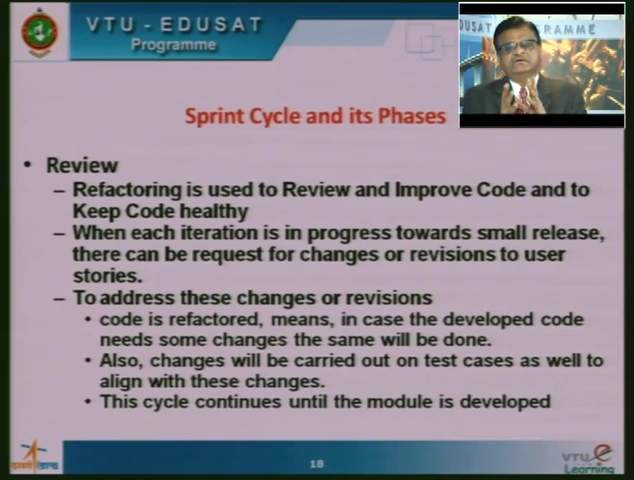 VTU - EDUSAT
Programme
EDUSAT PROGRAMME
Sprint Cycle and its Phases
• Review
– Refactoring is used to Review and Improve Code and to
Keep Code healthy
– When each iteration is in progress towards small release,
there can be request for changes or revisions to user
stories.
– To address these changes or revisions
• code is refactored, means, in case the developed code
needs some changes the same will be done.
• Also, changes will be carried out on test cases as well to
align with these changes.
• This cycle continues until the module is developed
18
VTU e
Learning